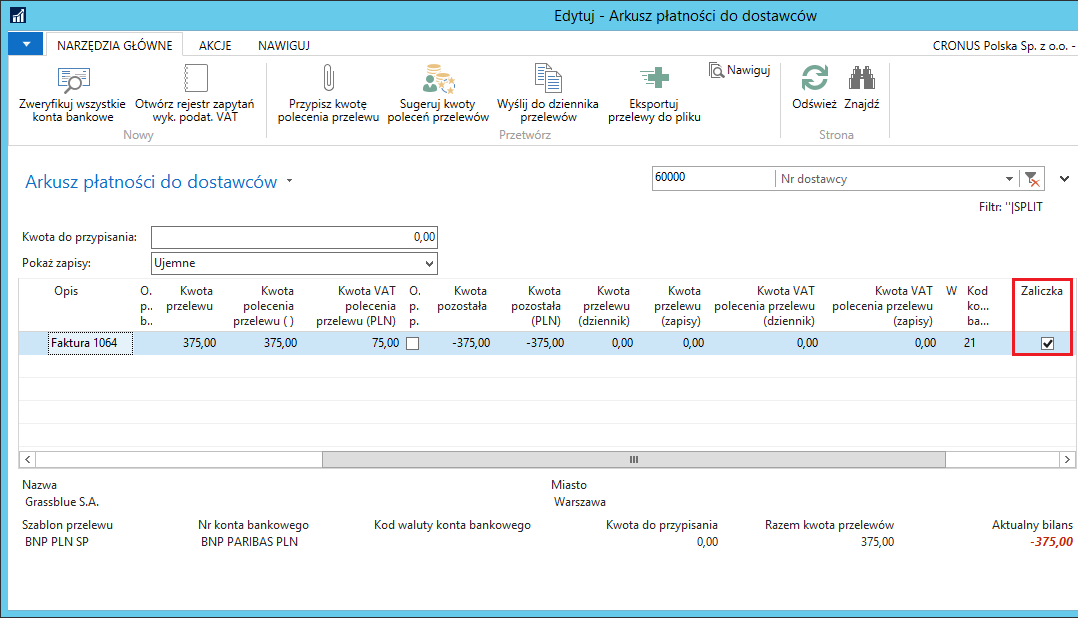 Edytuj - Arkusz płatności do dostawców
NARZĘDZIA GŁÓWNE AKCJE NAWIGUJ CRONUS Polska Sp. z o.o. -
Zweryfikuj wszystkie konta bankowe
Otwórz rejestr zapytań wyk. podat. VAT
Nowy
Przypisz kwotę polecenia przelewu
Sugeruj kwoty poleceń przelewów
Wyślij do dziennika przelewów
Eksportuj przelewy do pliku
Nawiguj
Przetwórz
Odśwież Znajdź
Strona
Arkusz płatności do dostawców
60000 Nr dostawcy
Filtr: ''|SPLIT
Kwota do przypisania: 0,00
Pokaż zapisy: Ujemne
Opis O. Kwota Kwota Kwota VAT O. Kwota Kwota Kwota Kwota Kwota VAT Kwota VAT W Kod Zaliczka
p.. przelewu polecenia polecenia p. pozostała pozostała przelewu przelewu polecenia przelewu polecenia przelewu ko...
b.. przelewu ( ) przelewu (PLN) p. (PLN) (dziennik) (zapisy) (dziennik) (zapisy) ba...
Faktura 1064 375,00 375,00 75,00 -375,00 -375,00 0,00 0,00 0,00 0,00 21
Nazwa Miasto
Grassblue S.A. Warszawa
Szablon przelewu Nr konta bankowego Kod waluty konta bankowego Kwota do przypisania Razem kwota przelewów Aktualny bilans
BNP PLN SP BNP PARIBAS PLN 0,00 375,00 -375,00